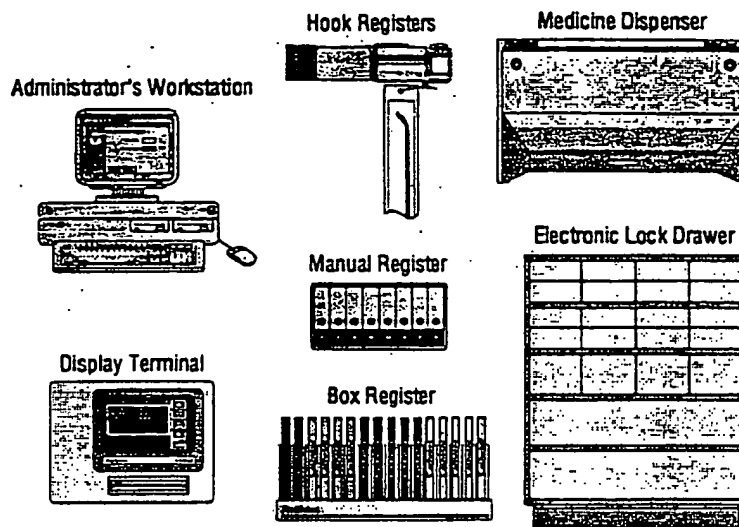 Hook Registers
Medicine Dispenser
Administrator's Workstation
Electronic Lock Drawer
Manual Register
Display Terminal
Box Register